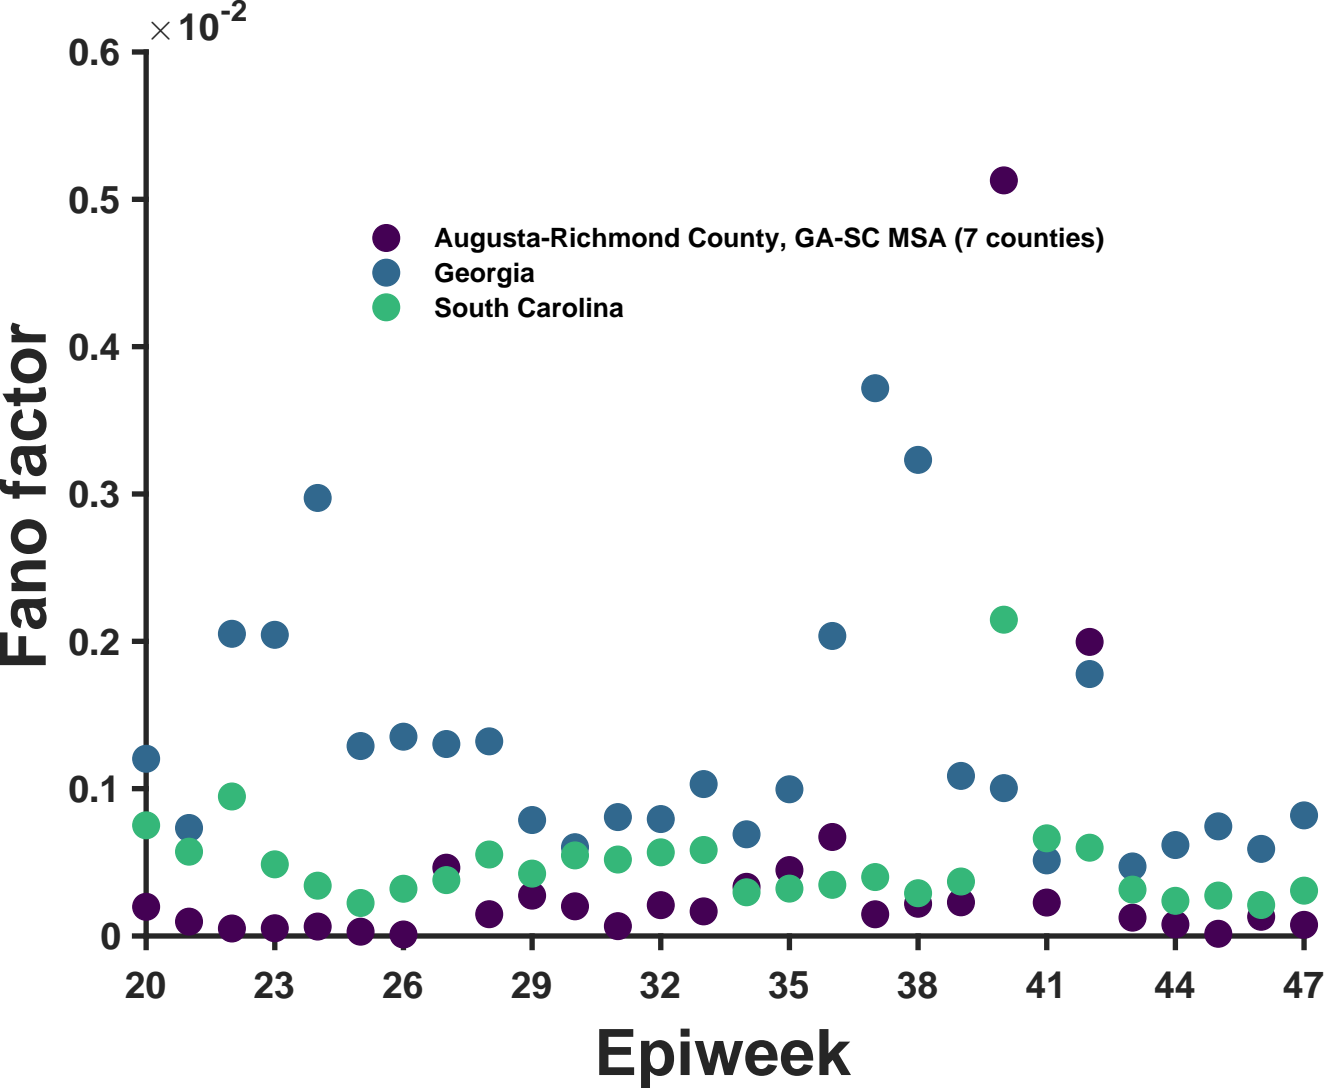 × 10-2
0.6
0.5
0.4
0.3
0.2
0.1
0
Fano factor
Augusta-Richmond County, GA-SC MSA (7 counties)
Georgia
South Carolina
20 23 26 29 32 35 38 41 44 47
Epiweek